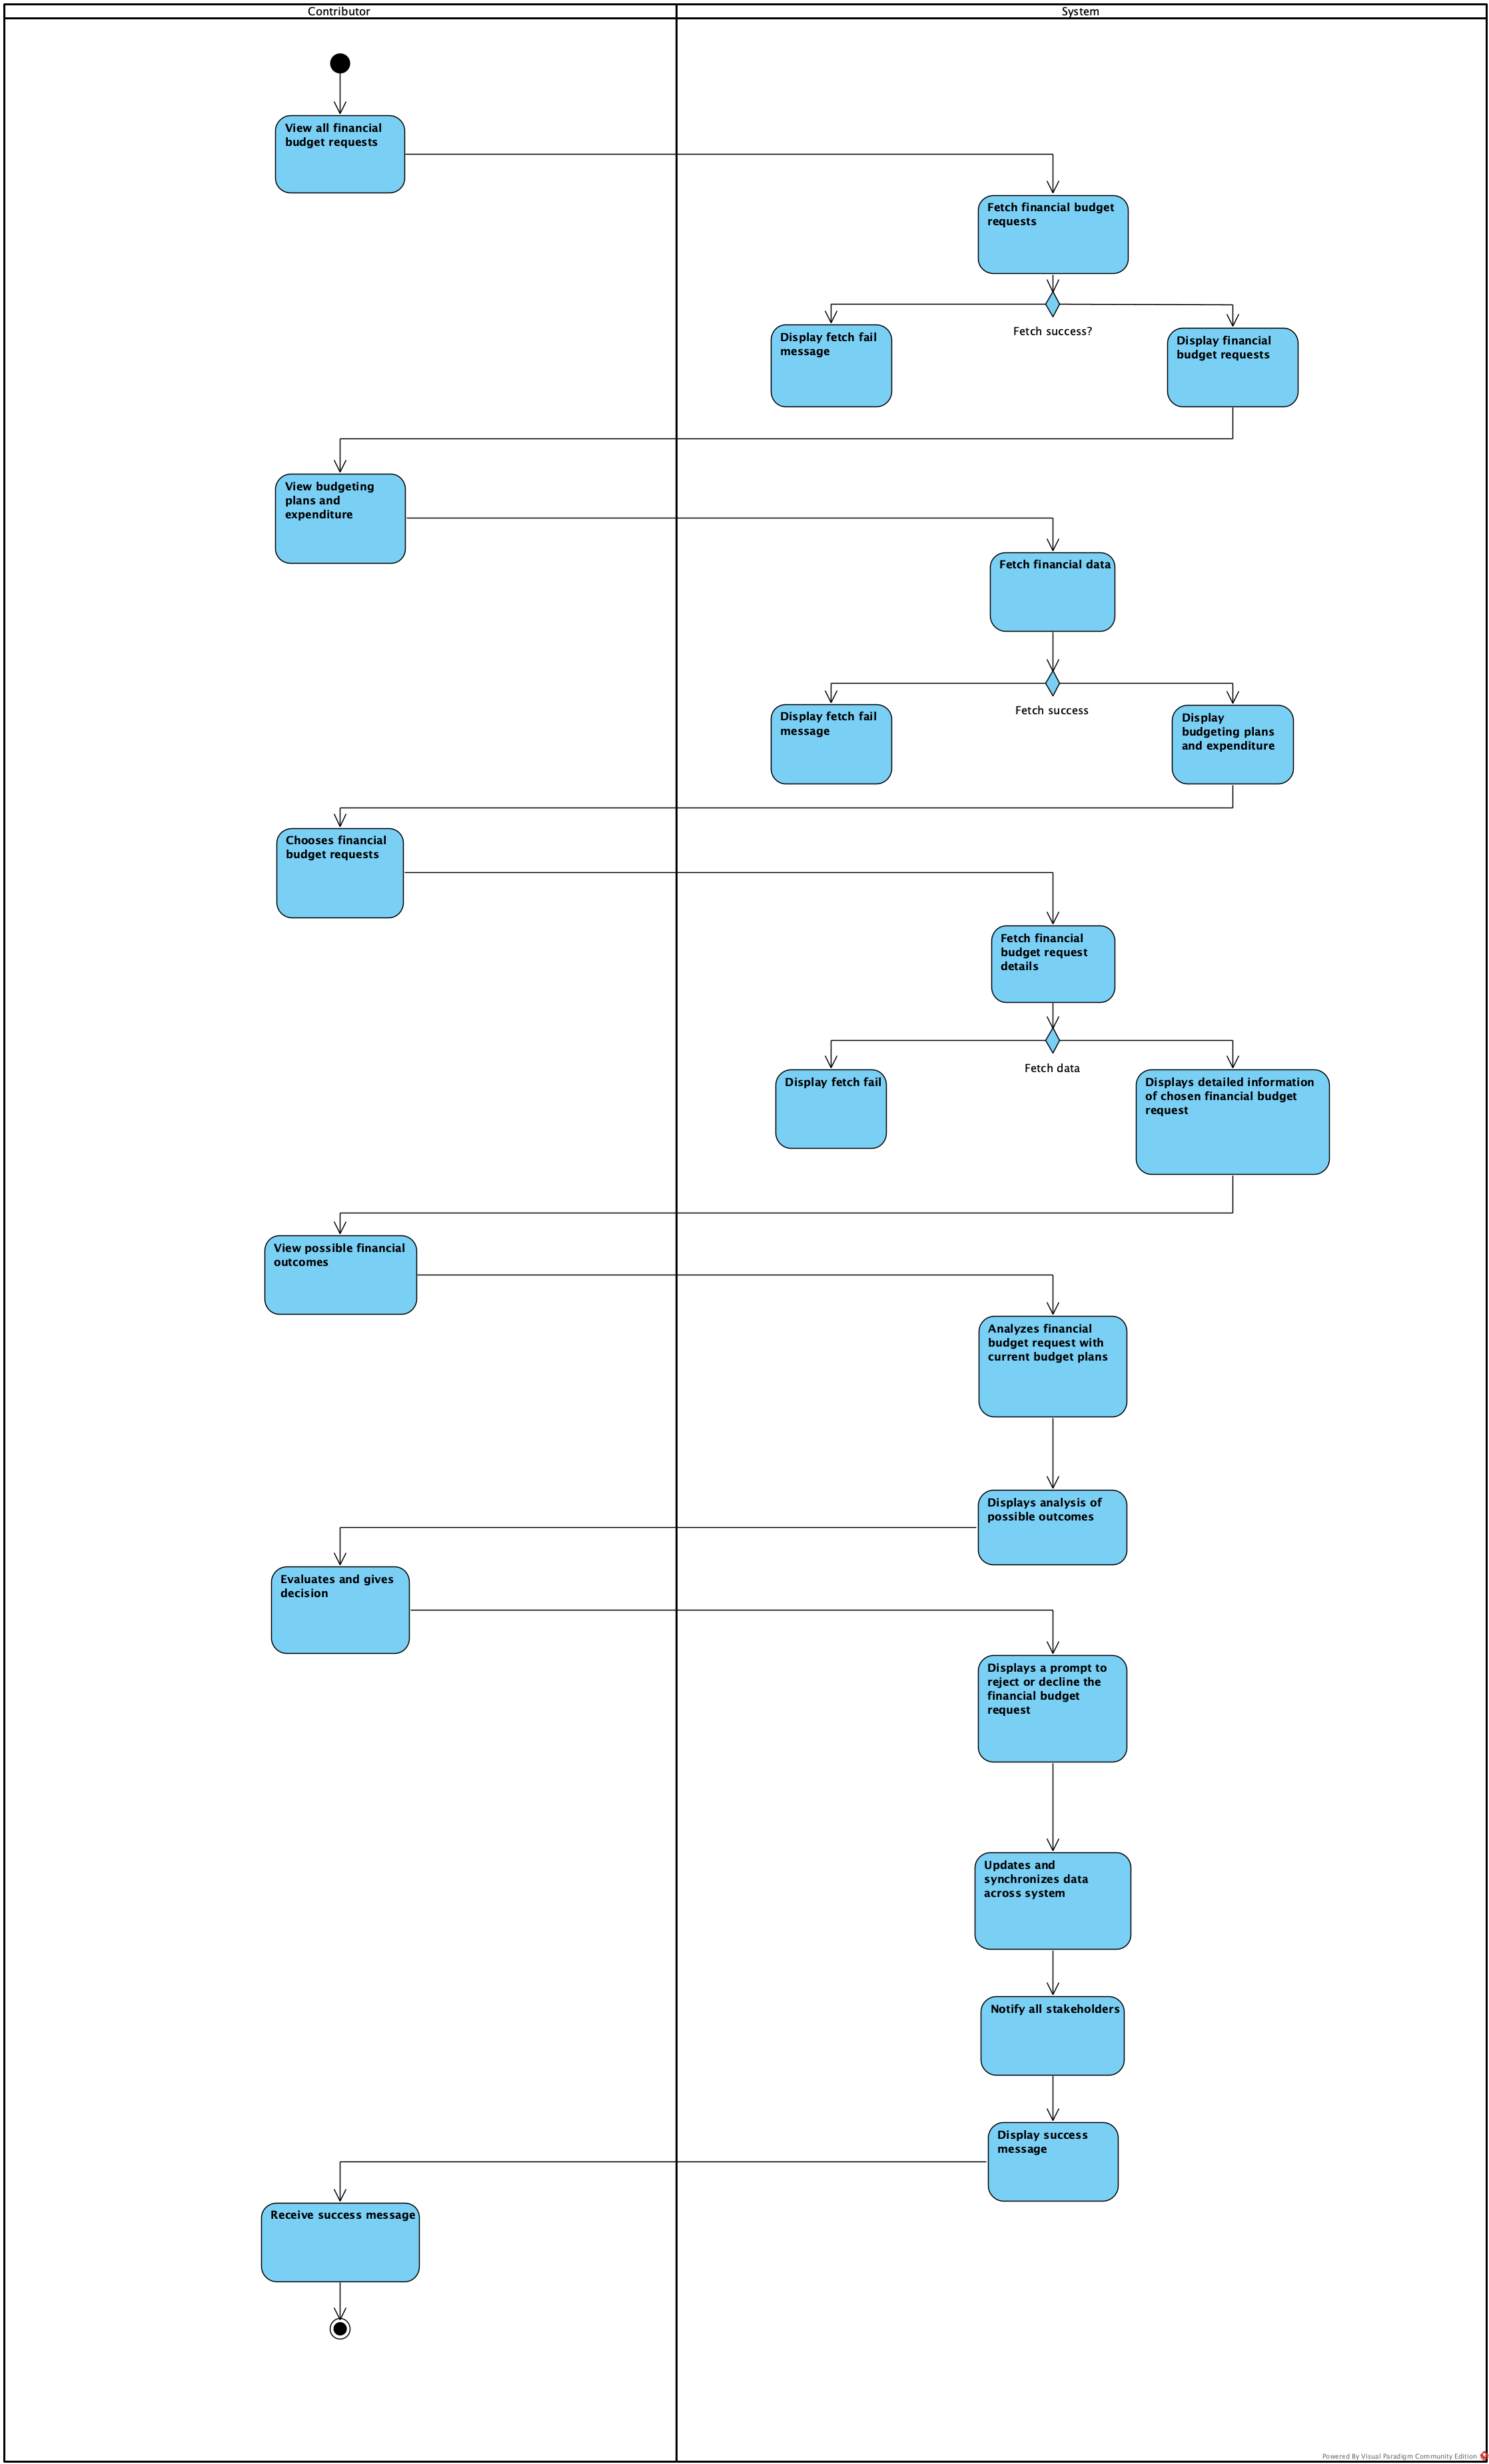 Contributor
System
View all financial
budget requests
Fetch financial budget
requests
Fetch success?
Display fetch fail
message
Display financial
budget requests
View budgeting
plans and
expenditure
Fetch financial data
Fetch success
Display fetch fail
message
Display
budgeting plans
and expenditure
Chooses financial
budget requests
Fetch financial
budget request
details
Fetch data
Display fetch fail
Displays detailed information
of chosen financial budget
request
View possible financial
outcomes
Analyzes financial
budget request with
current budget plans
Displays analysis of
possible outcomes
Evaluates and gives
decision
Displays a prompt to
reject or decline the
financial budget
request
Updates and
synchronizes data
across system
Notify all stakeholders
Display success
message
Receive success message
Powered By Visual Paradigm Community Edition